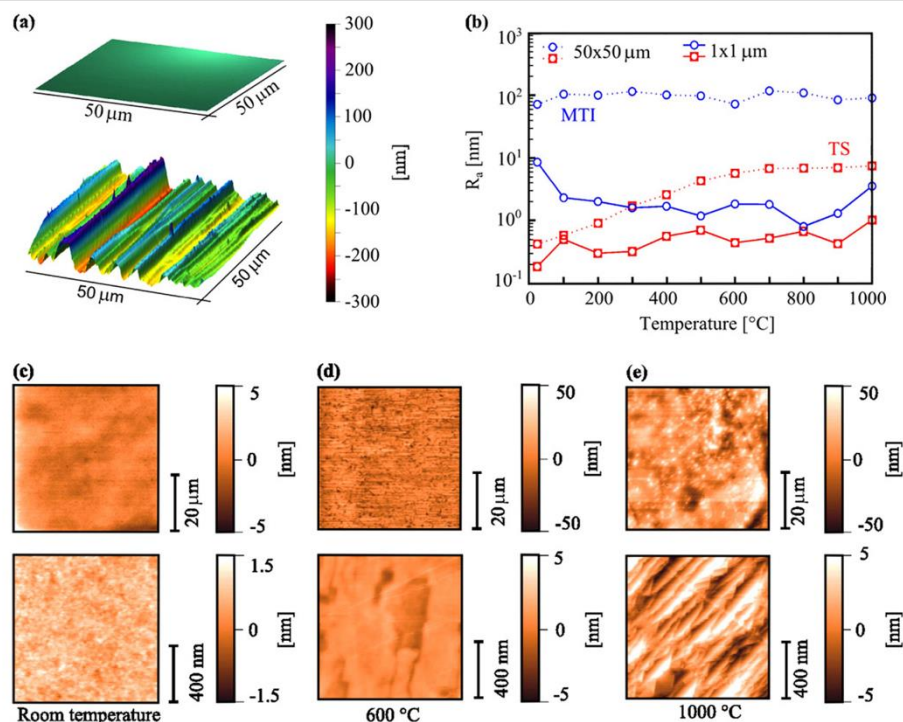 (a)
50 µm
50 µm
50 µm
50 µm
300
200
100
0
-100
-200
-300
[nm]
(b)
10³
10²
10¹
10⁰
10⁻¹
Rₐ [nm]
50x50 µm
1x1 µm
MTI
TS
0
200
400
600
800
1000
Temperature [°C]
(c)
5
0
-5
[nm]
20 µm
1.5
0
-1.5
[nm]
400 nm
Room temperature
(d)
50
0
-50
[nm]
20 µm
5
0
-5
[nm]
400 nm
600 °C
(e)
50
0
-50
[nm]
20 µm
5
0
-5
[nm]
400 nm
1000 °C